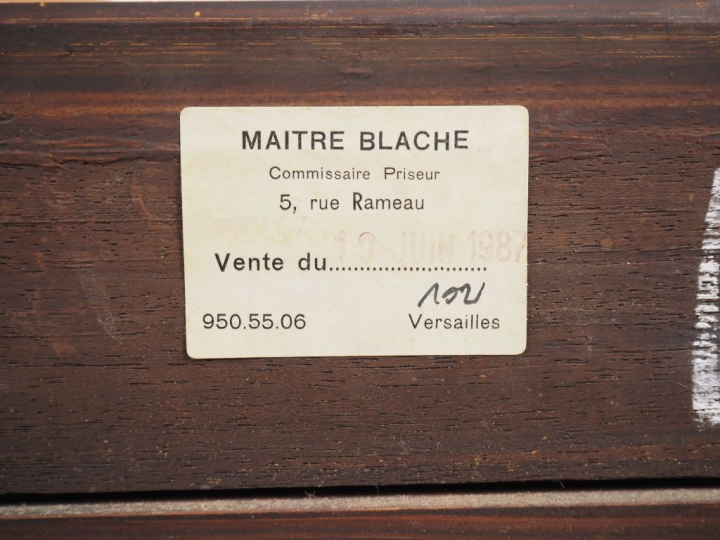 MAITRE BLACHE
Commissaire Priseur
5, rue Rameau
Vente du 10 JUIN 1987
102
950.55.06 Versailles